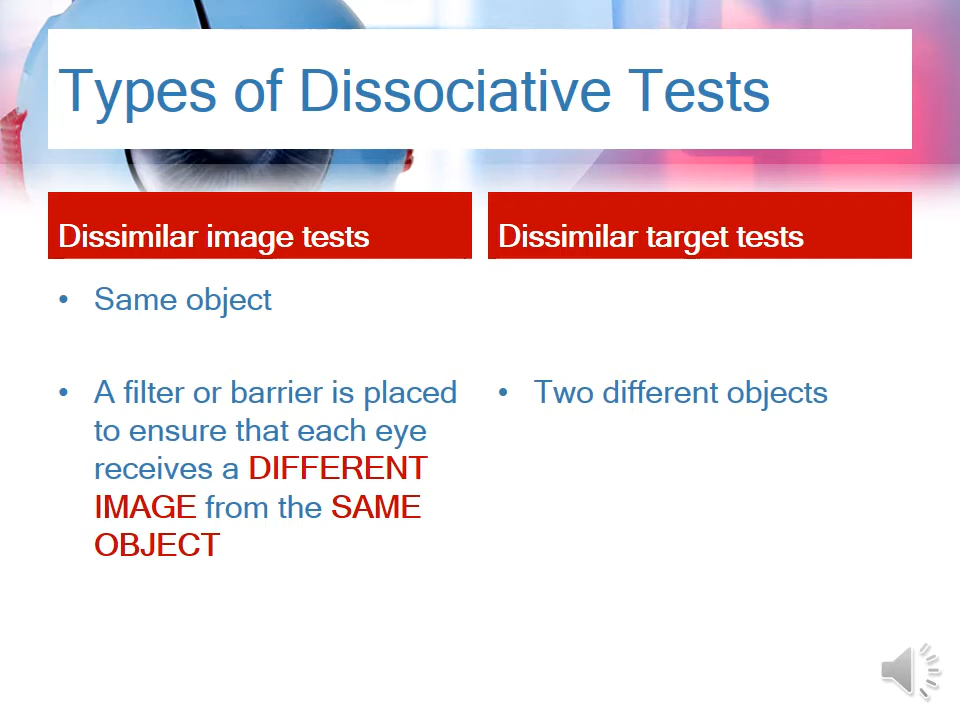 Types of Dissociative Tests
Dissimilar image tests
• Same object
• A filter or barrier is placed
to ensure that each eye
receives a DIFFERENT
IMAGE from the SAME
OBJECT
Dissimilar target tests
• Two different objects